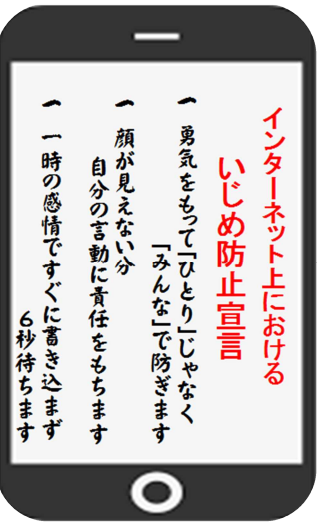 インターネット上における
いじめ防止宣言
一 勇気をもって「ひとり」じゃなく
「みんな」で防ぎます
一 顔が見えない分
自分の言動に責任をもちます
一 一時の感情ですぐに書き込まず
６秒待ちます